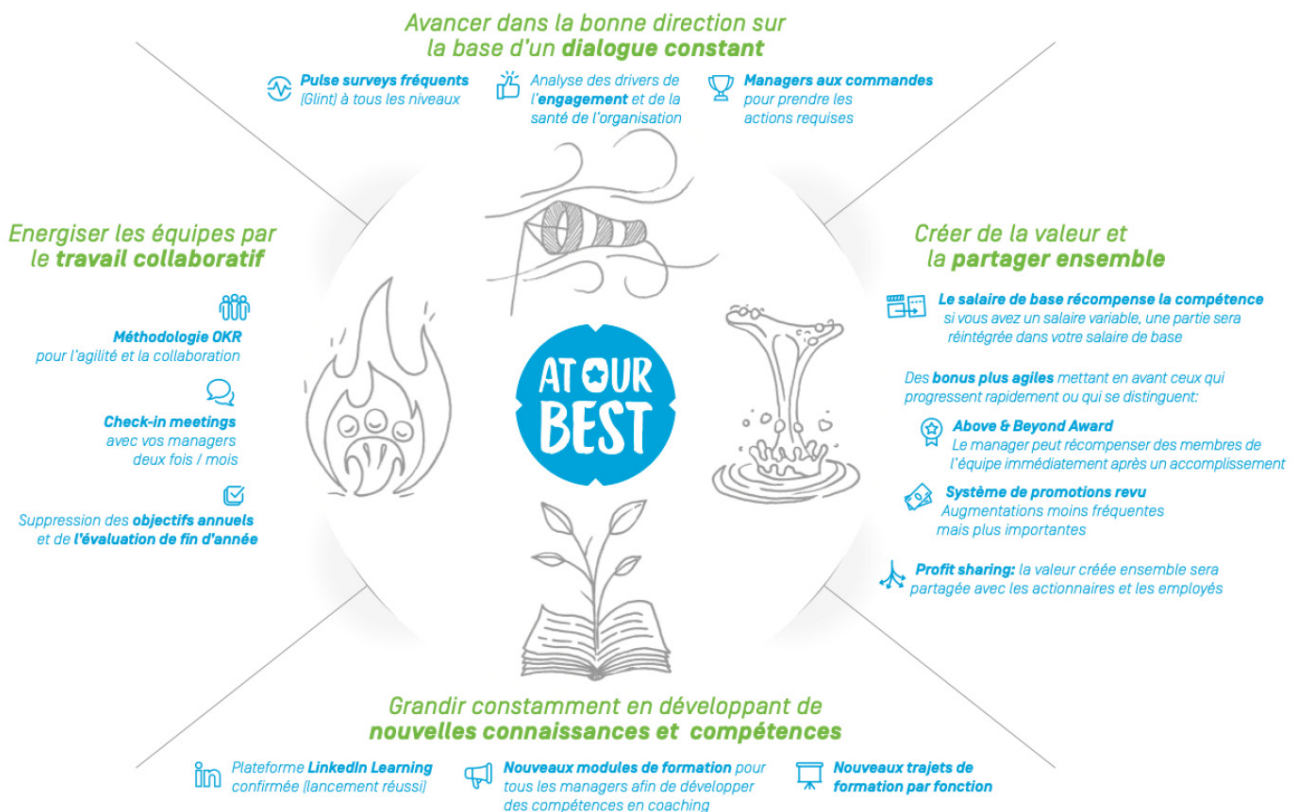 Avancer dans la bonne direction sur
la base d'un dialogue constant
Pulse surveys fréquents
(Glint) à tous les niveaux
Analyse des drivers de
l'engagement et de la
santé de l'organisation
Managers aux commandes
pour prendre les
actions requises
Energiser les équipes par
le travail collaboratif
Méthodologie OKR
pour l'agilité et la collaboration
Check-in meetings
avec vos managers
deux fois / mois
Suppression des objectifs annuels
et de l'évaluation de fin d'année
AT OUR
BEST
Créer de la valeur et
la partager ensemble
Le salaire de base récompense la compétence
si vous avez un salaire variable, une partie sera
réintégrée dans votre salaire de base
Des bonus plus agiles mettant en avant ceux qui
progressent rapidement ou qui se distinguent:
Above & Beyond Award
Le manager peut récompenser des membres de
l'équipe immédiatement après un accomplissement
Système de promotions revu
Augmentations moins fréquentes
mais plus importantes
Profit sharing: la valeur créée ensemble sera
partagée avec les actionnaires et les employés
Grandir constamment en développant de
nouvelles connaissances et compétences
in
Plateforme LinkedIn Learning
confirmée (lancement réussi)
Nouveaux modules de formation pour
tous les managers afin de développer
des compétences en coaching
Nouveaux trajets de
formation par fonction